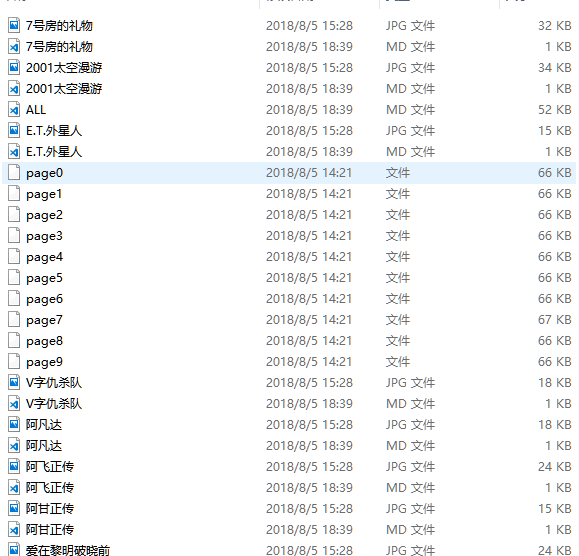 7号房的礼物 2018/8/5 15:28 JPG 文件 32 KB
7号房的礼物 2018/8/5 18:39 MD 文件 1 KB
2001太空漫游 2018/8/5 15:28 JPG 文件 34 KB
2001太空漫游 2018/8/5 18:39 MD 文件 1 KB
ALL 2018/8/5 18:39 MD 文件 52 KB
E.T.外星人 2018/8/5 15:28 JPG 文件 15 KB
E.T.外星人 2018/8/5 18:39 MD 文件 1 KB
page0 2018/8/5 14:21 文件 66 KB
page1 2018/8/5 14:21 文件 66 KB
page2 2018/8/5 14:21 文件 66 KB
page3 2018/8/5 14:21 文件 66 KB
page4 2018/8/5 14:21 文件 66 KB
page5 2018/8/5 14:21 文件 66 KB
page6 2018/8/5 14:21 文件 66 KB
page7 2018/8/5 14:21 文件 67 KB
page8 2018/8/5 14:21 文件 66 KB
page9 2018/8/5 14:21 文件 66 KB
V字仇杀队 2018/8/5 15:28 JPG 文件 18 KB
V字仇杀队 2018/8/5 18:39 MD 文件 1 KB
阿凡达 2018/8/5 15:28 JPG 文件 18 KB
阿凡达 2018/8/5 18:39 MD 文件 1 KB
阿飞正传 2018/8/5 15:28 JPG 文件 24 KB
阿飞正传 2018/8/5 18:39 MD 文件 1 KB
阿甘正传 2018/8/5 15:28 JPG 文件 15 KB
阿甘正传 2018/8/5 18:39 MD 文件 1 KB
爱在黎明破晓前 2018/8/5 15:28 JPG 文件 24 KB